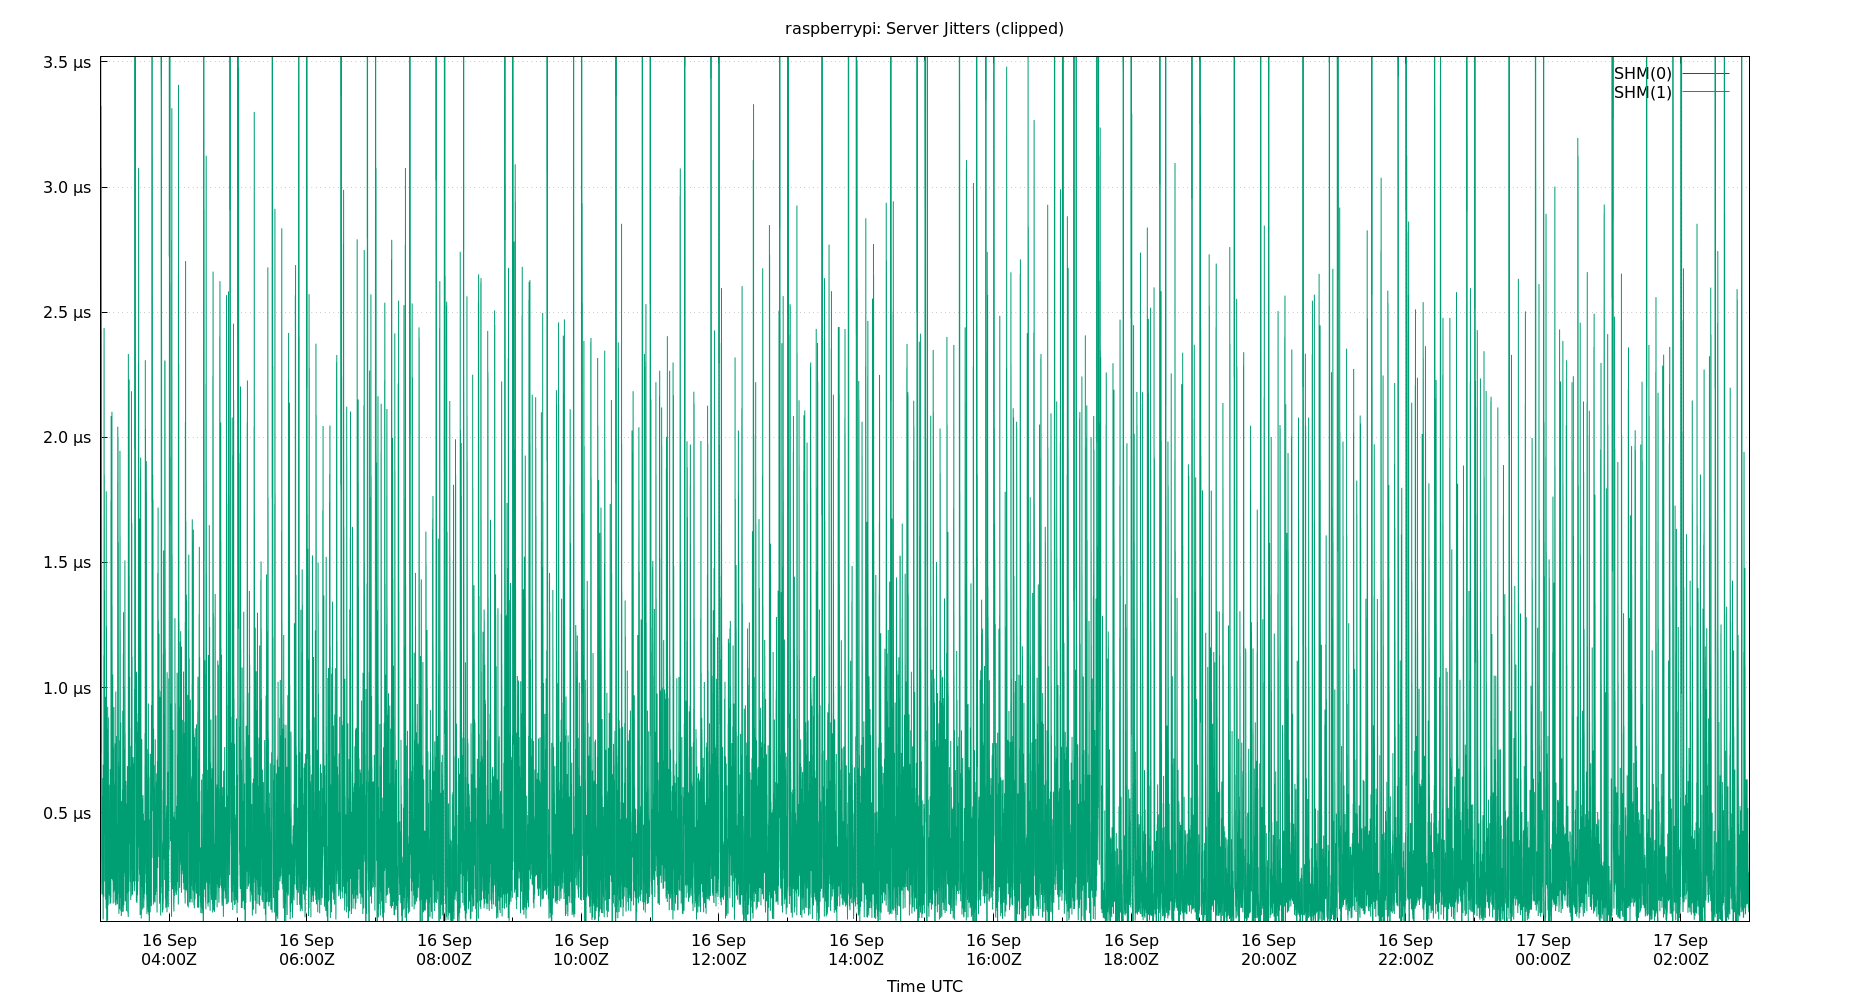 raspberrypi: Server Jitters (clipped)
3.5 µs
SHM(0)
SHM(1)
3.0 µs
2.5 µs
2.0 µs
1.5 µs
1.0 µs
0.5 µs
16 Sep 16 Sep 16 Sep 16 Sep 16 Sep 16 Sep 16 Sep 16 Sep 16 Sep 16 Sep 17 Sep 17 Sep
04:00Z 06:00Z 08:00Z 10:00Z 12:00Z 14:00Z 16:00Z 18:00Z 20:00Z 22:00Z 00:00Z 02:00Z
Time UTC